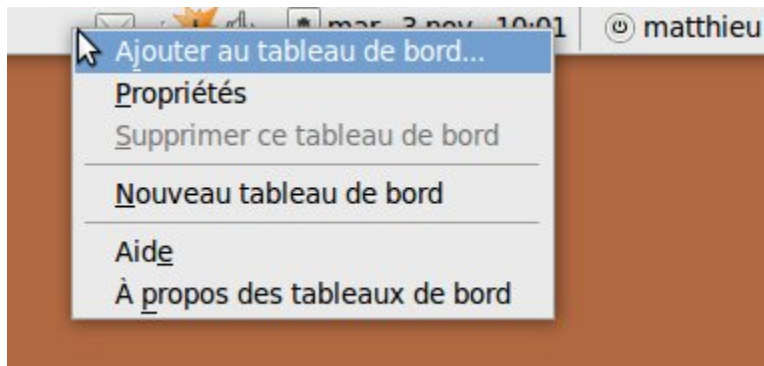 mar. 3 nov. 10:01 matthieu
Ajouter au tableau de bord...
Propriétés
Supprimer ce tableau de bord
Nouveau tableau de bord
Aide
À propos des tableaux de bord